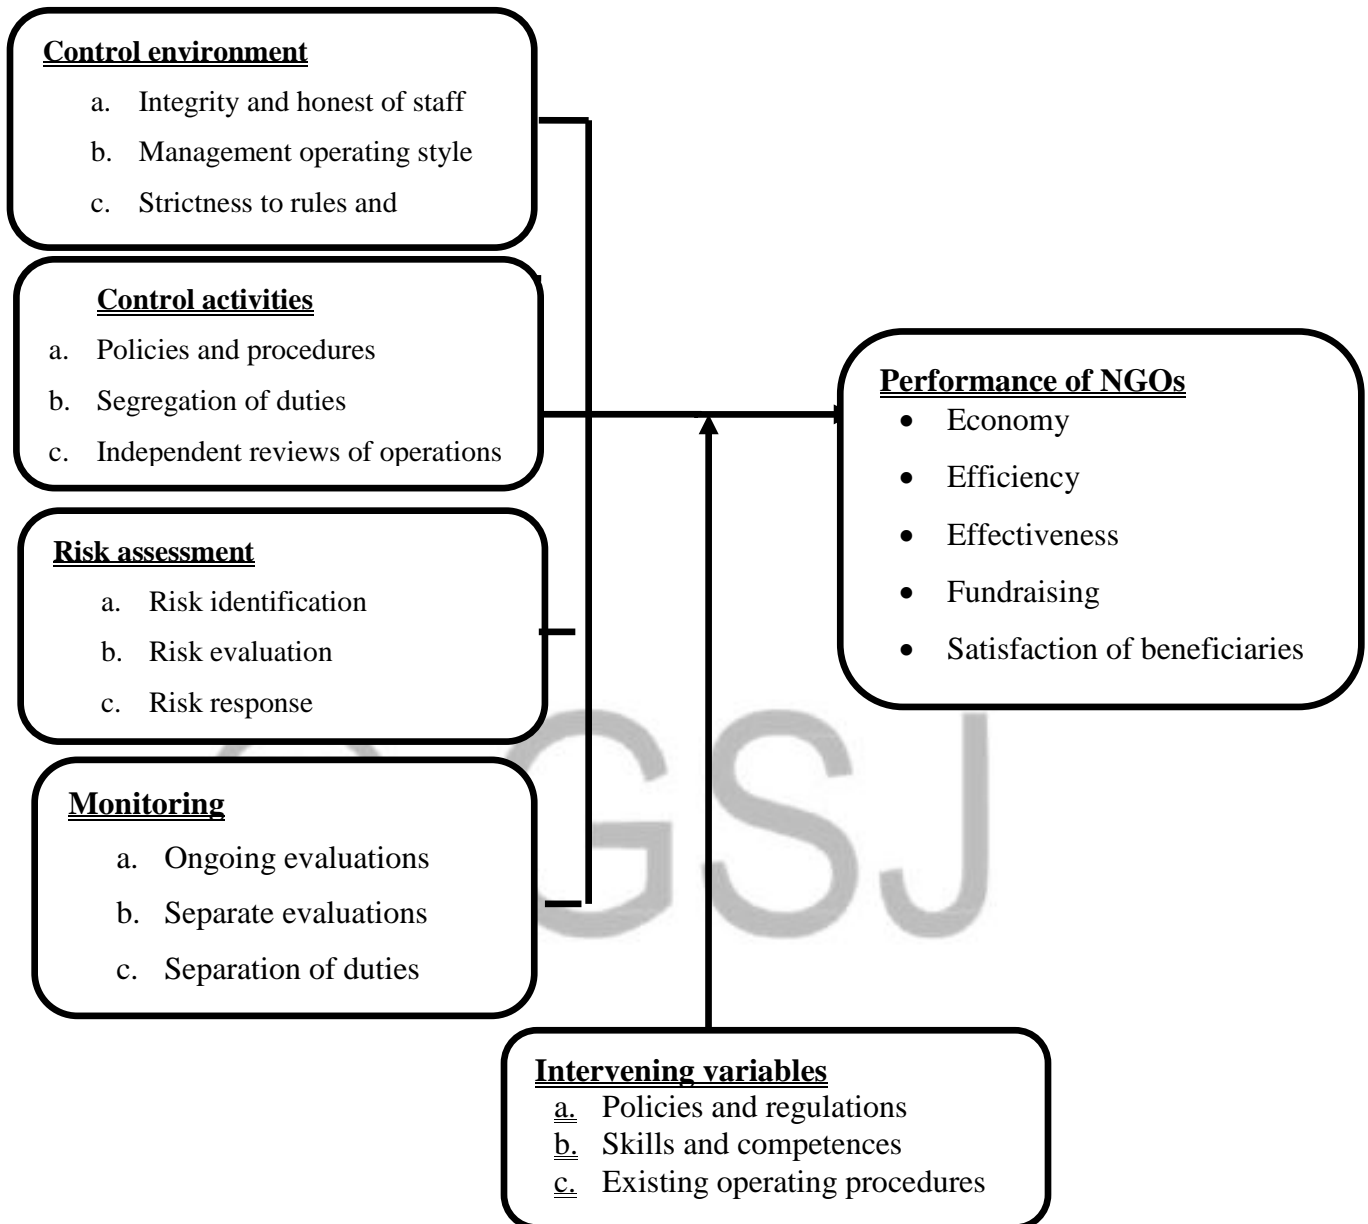 Control environment
a. Integrity and honest of staff
b. Management operating style
c. Strictness to rules and
Control activities
a. Policies and procedures
b. Segregation of duties
c. Independent reviews of operations
Risk assessment
a. Risk identification
b. Risk evaluation
c. Risk response
Monitoring
a. Ongoing evaluations
b. Separate evaluations
c. Separation of duties
Performance of NGOs
• Economy
• Efficiency
• Effectiveness
• Fundraising
• Satisfaction of beneficiaries
Intervening variables
a. Policies and regulations
b. Skills and competences
c. Existing operating procedures
GSJ